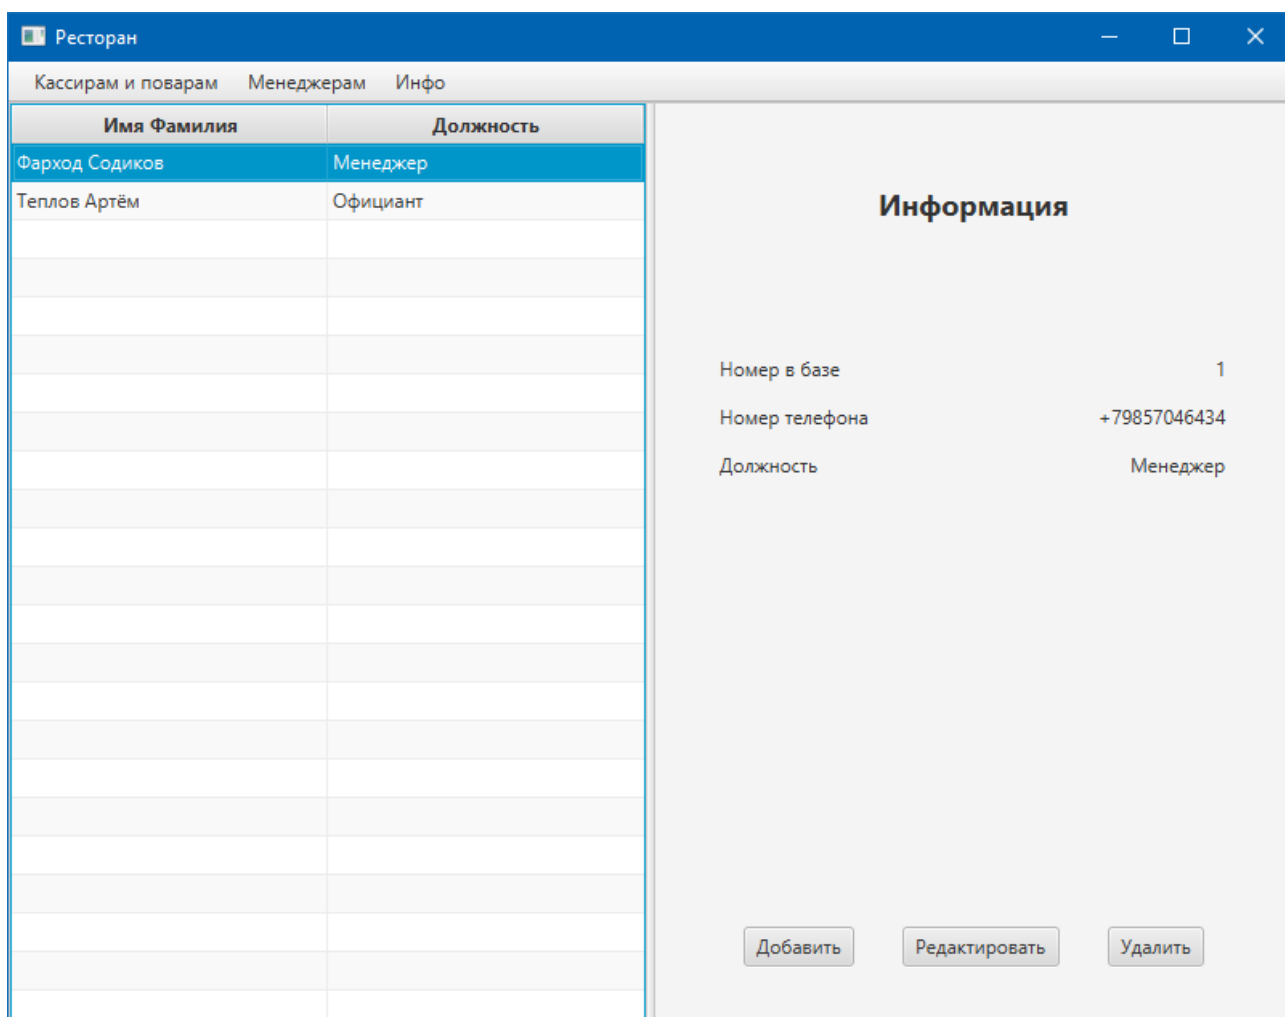 Ресторан
Кассирам и поварам Менеджерам Инфо
Имя Фамилия Должность
Фарход Содиков Менеджер
Теплов Артём Официант
Информация
Номер в базе 1
Номер телефона +79857046434
Должность Менеджер
Добавить Редактировать Удалить